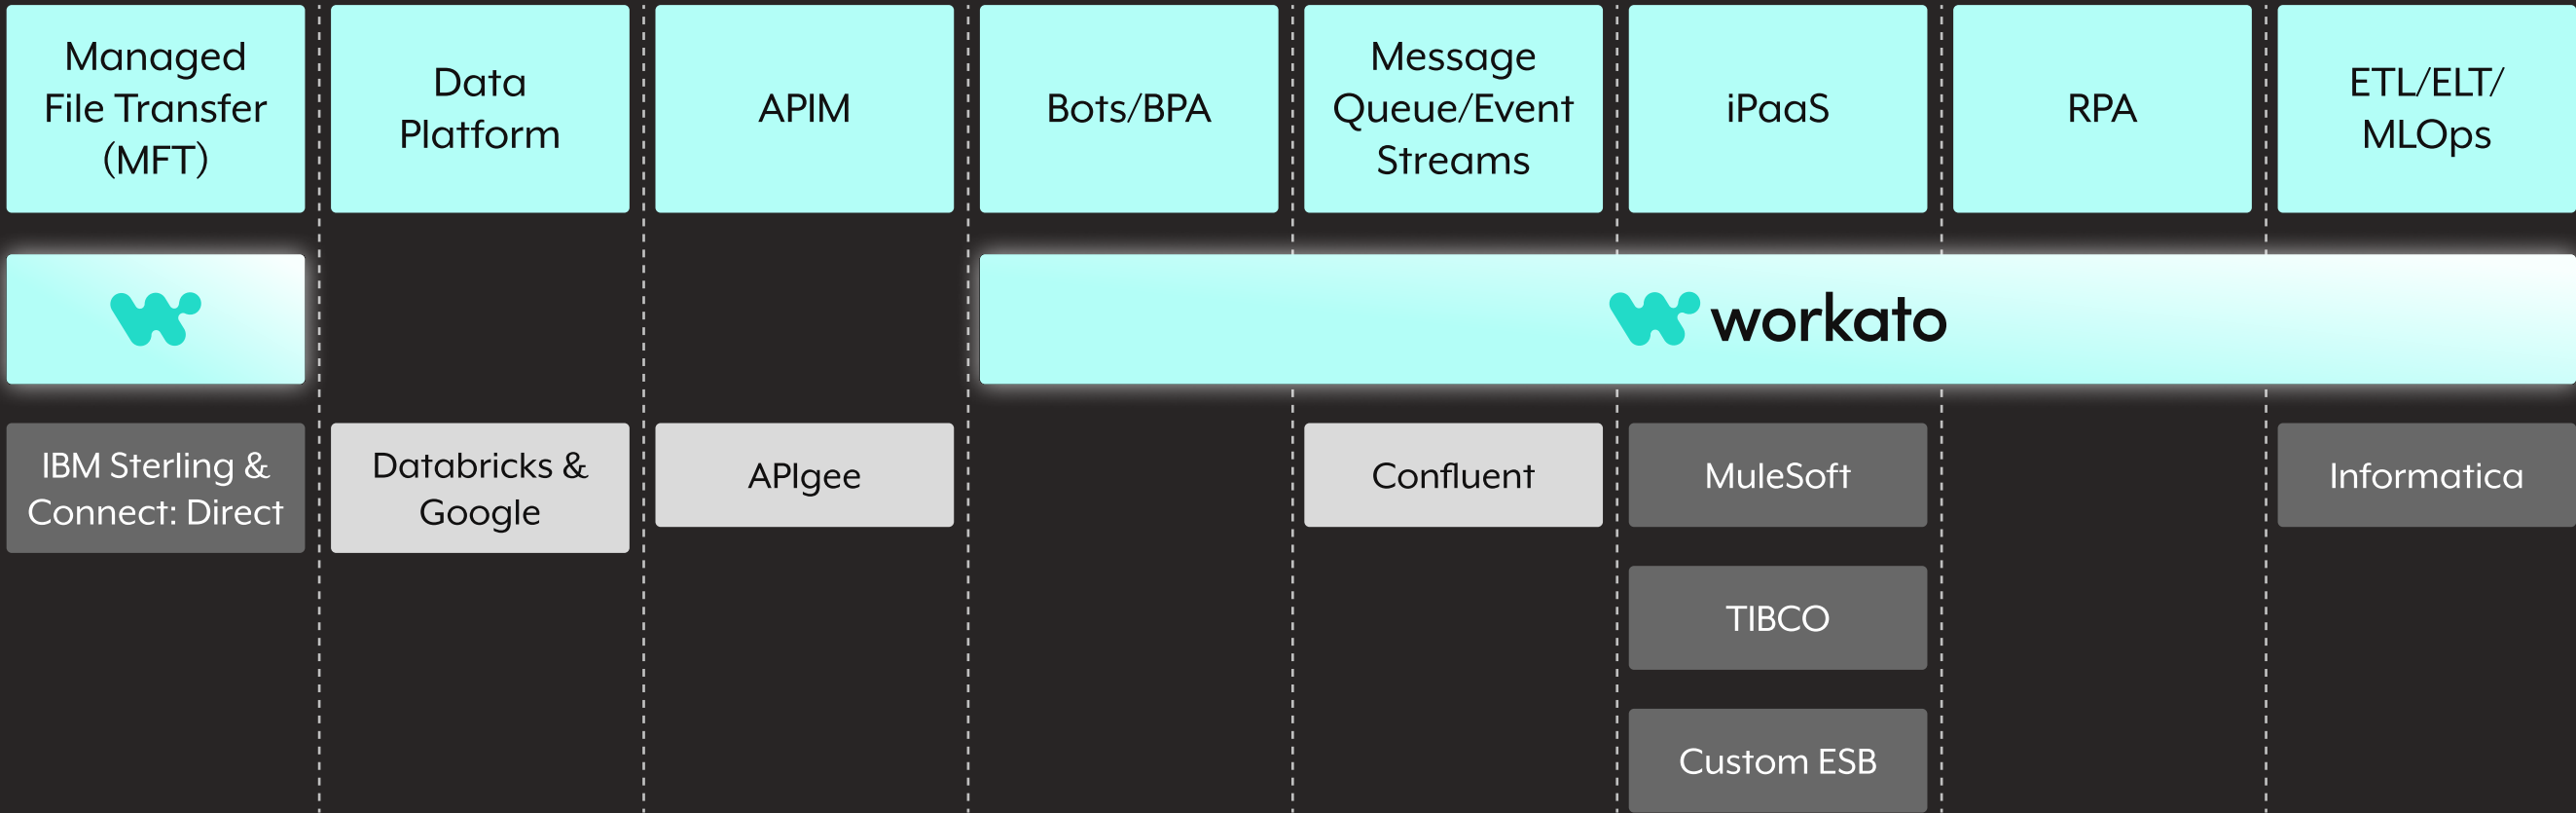 Managed
File Transfer
(MFT)
Data
Platform
APIM
Bots/BPA
Message
Queue/Event
Streams
iPaaS
RPA
ETL/ELT/
MLOps
workato
IBM Sterling &
Connect: Direct
Databricks &
Google
APIgee
Confluent
MuleSoft
Informatica
TIBCO
Custom ESB